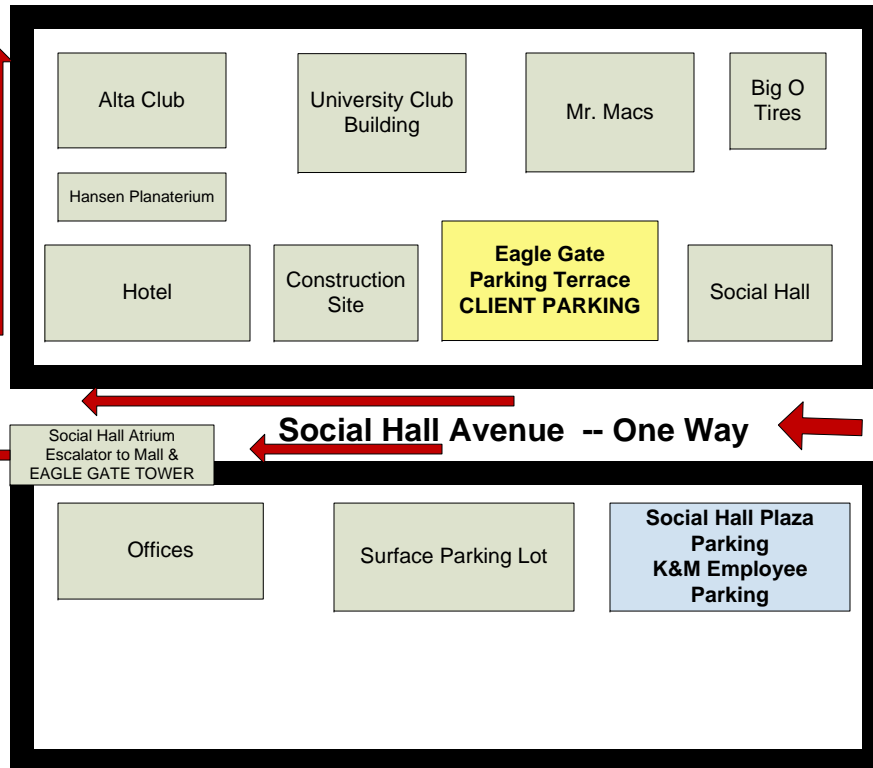 Alta Club
University Club
Building
Mr. Macs
Big O
Tires
Hansen Planaterium
Hotel
Construction
Site
Eagle Gate
Parking Terrace
CLIENT PARKING
Social Hall
Social Hall Avenue -- One Way
Social Hall Atrium
Escalator to Mall &
EAGLE GATE TOWER
Offices
Surface Parking Lot
Social Hall Plaza
Parking
K&M Employee
Parking